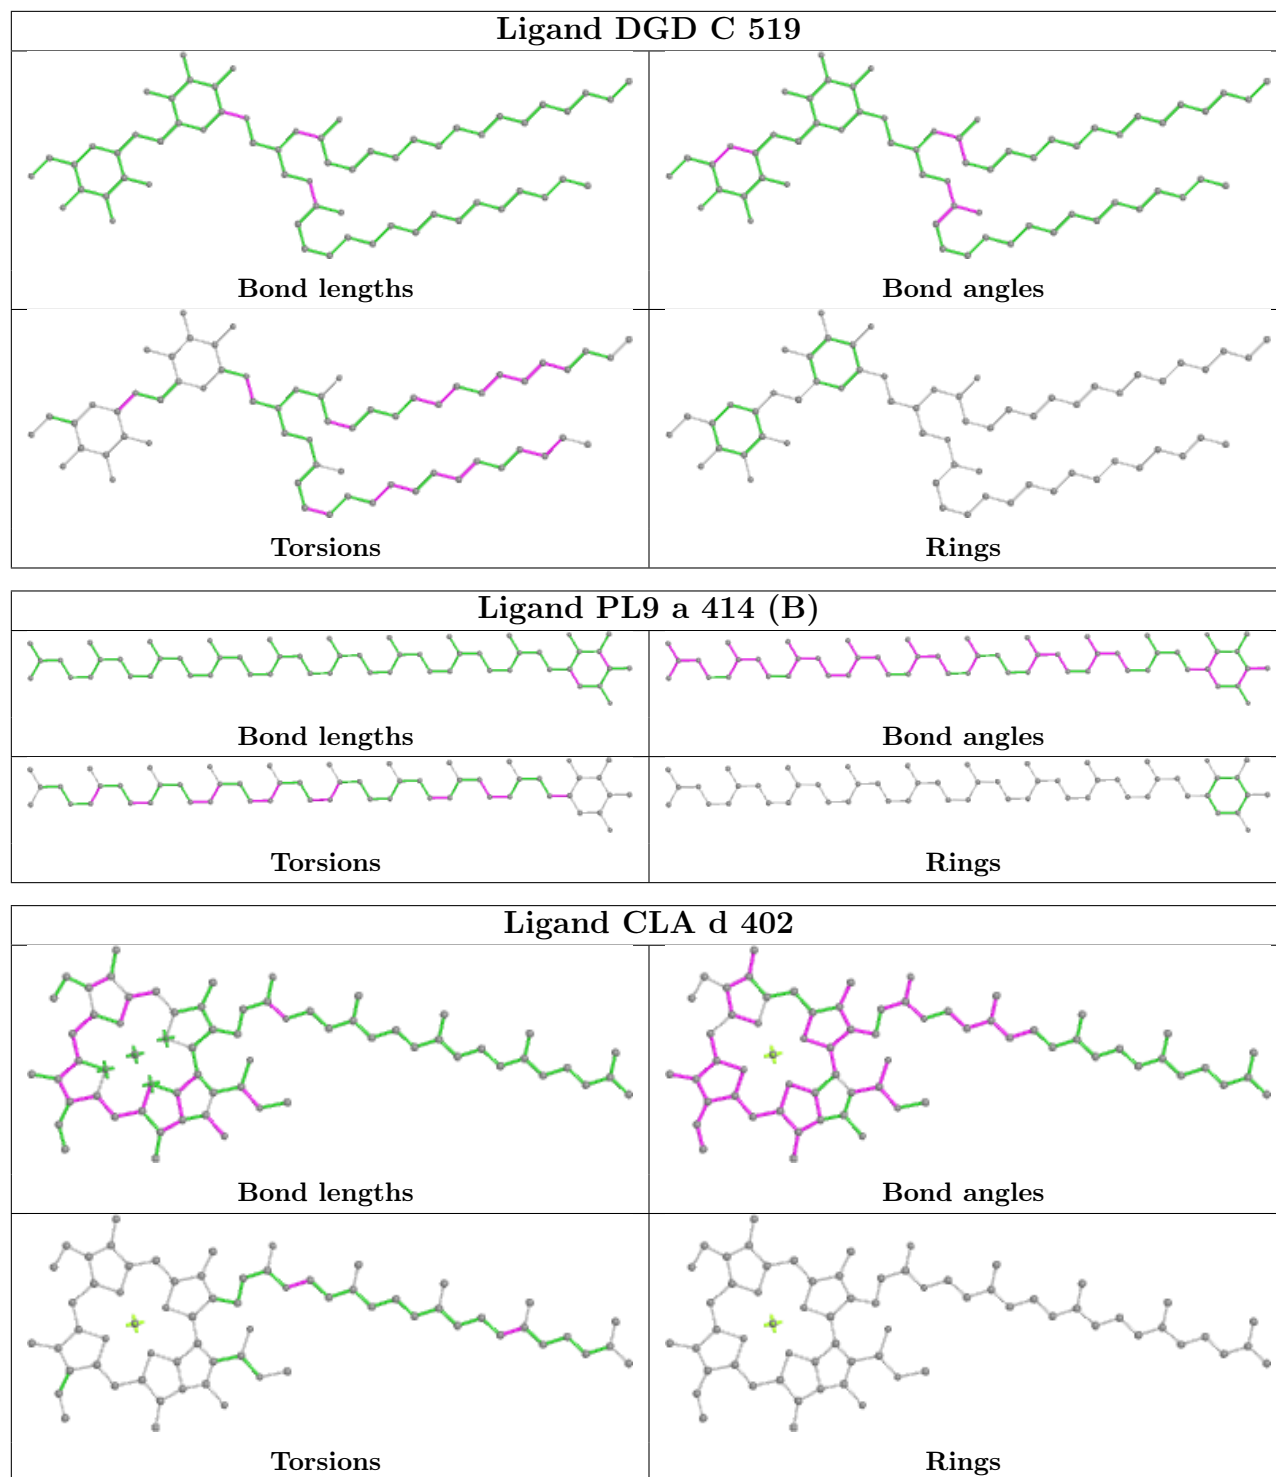 Ligand DGD C 519
Bond lengths
Bond angles
Torsions
Rings
Ligand PL9 a 414 (B)
Bond lengths
Bond angles
Torsions
Rings
Ligand CLA d 402
Bond lengths
Bond angles
Torsions
Rings